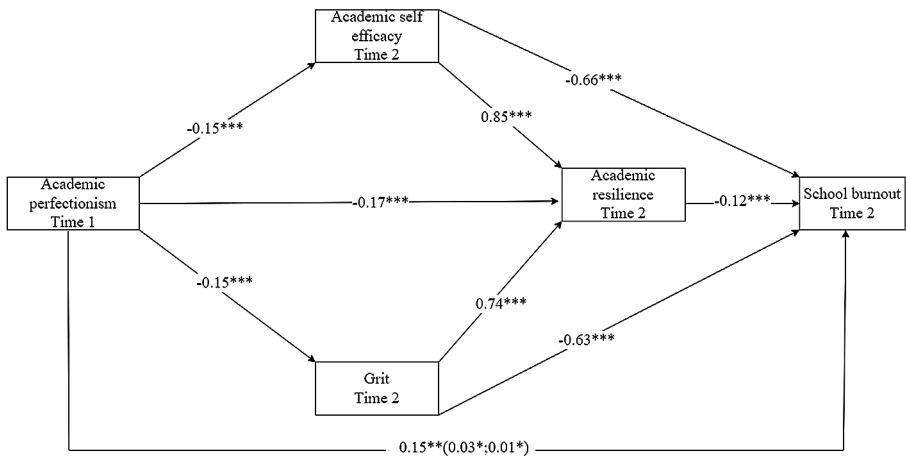 Academic self
efficacy
Time 2
-0.66***
-0.15***
0.85***
Academic
perfectionism
Time 1
-0.17***
Academic
resilience
Time 2
-0.12***
School burnout
Time 2
-0.15***
0.74***
-0.63***
Grit
Time 2
0.15**(0.03*;0.01*)